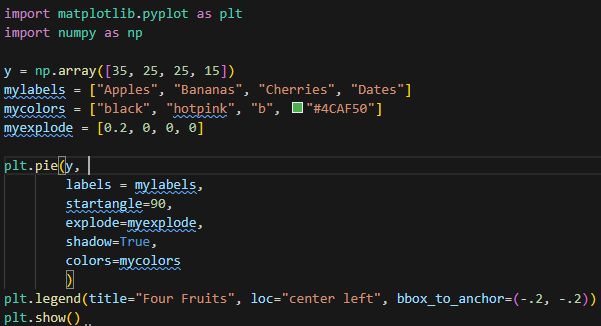 import matplotlib.pyplot as plt
import numpy as np
y = np.array([35, 25, 25, 15])
mylabels = ["Apples", "Bananas", "Cherries", "Dates"]
mycolors = ["black", "hotpink", "b", "#4CAF50"]
myexplode = [0.2, 0, 0, 0]
plt.pie(y,
labels = mylabels,
startangle=90,
explode=myexplode,
shadow=True,
colors=mycolors
)
plt.legend(title="Four Fruits", loc="center left", bbox_to_anchor=(-.2, -.2))
plt.show()